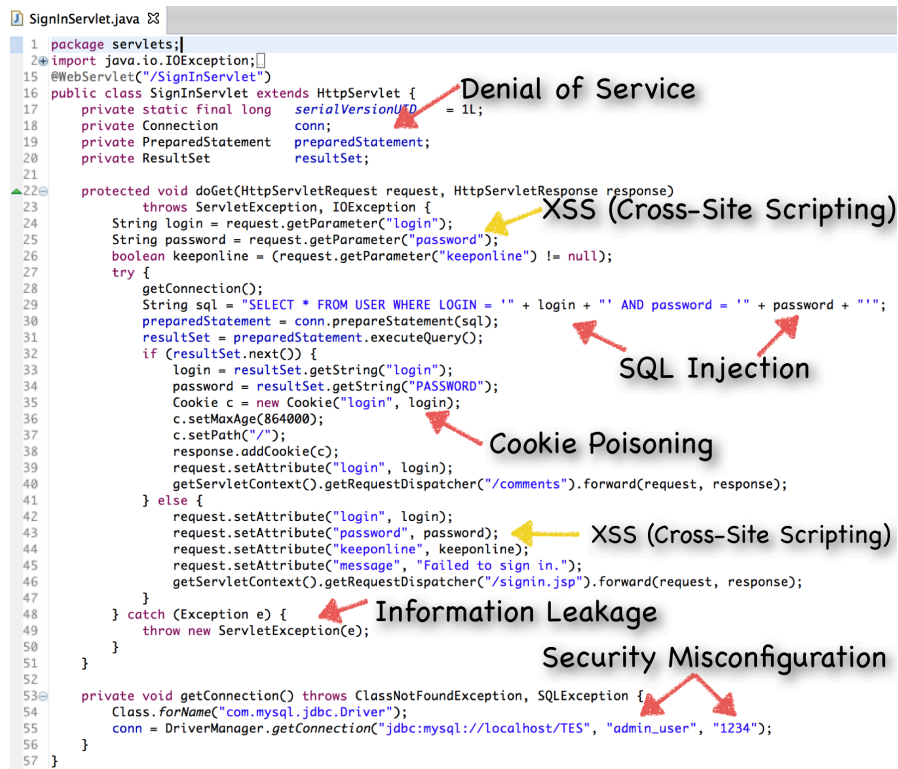 SignInServlet.java
1 package servlets;
2 import java.io.IOException;
15 @WebServlet("/SignInServlet")
16 public class SignInServlet extends HttpServlet {
Denial of Service
17 private static final long serialVersionUID = 1L;
18 private Connection conn;
19 private PreparedStatement preparedStatement;
20 private ResultSet resultSet;
21
22 protected void doGet(HttpServletRequest request, HttpServletResponse response)
23 throws ServletException, IOException {
XSS (Cross-Site Scripting)
24 String login = request.getParameter("login");
25 String password = request.getParameter("password");
26 boolean keeponline = (request.getParameter("keeponline") != null);
27 try {
28 getConnection();
29 String sql = "SELECT * FROM USER WHERE LOGIN = '" + login + "' AND password = '" + password + "'";
30 preparedStatement = conn.prepareStatement(sql);
31 resultSet = preparedStatement.executeQuery();
32 if (resultSet.next()) {
SQL Injection
33 login = resultSet.getString("login");
34 password = resultSet.getString("PASSWORD");
35 Cookie c = new Cookie("login", login);
36 c.setMaxAge(864000);
37 c.setPath("/");
Cookie Poisoning
38 response.addCookie(c);
39 request.setAttribute("login", login);
40 getServletContext().getRequestDispatcher("/comments").forward(request, response);
41 } else {
42 request.setAttribute("login", login);
43 request.setAttribute("password", password);
XSS (Cross-Site Scripting)
44 request.setAttribute("keeponline", keeponline);
45 request.setAttribute("message", "Failed to sign in.");
46 getServletContext().getRequestDispatcher("/signin.jsp").forward(request, response);
47 }
48 } catch (Exception e) {
Information Leakage
49 throw new ServletException(e);
50 }
51 }
Security Misconfiguration
52
53 private void getConnection() throws ClassNotFoundException, SQLException {
54 Class.forName("com.mysql.jdbc.Driver");
55 conn = DriverManager.getConnection("jdbc:mysql://localhost/TES", "admin_user", "1234");
56 }
57 }